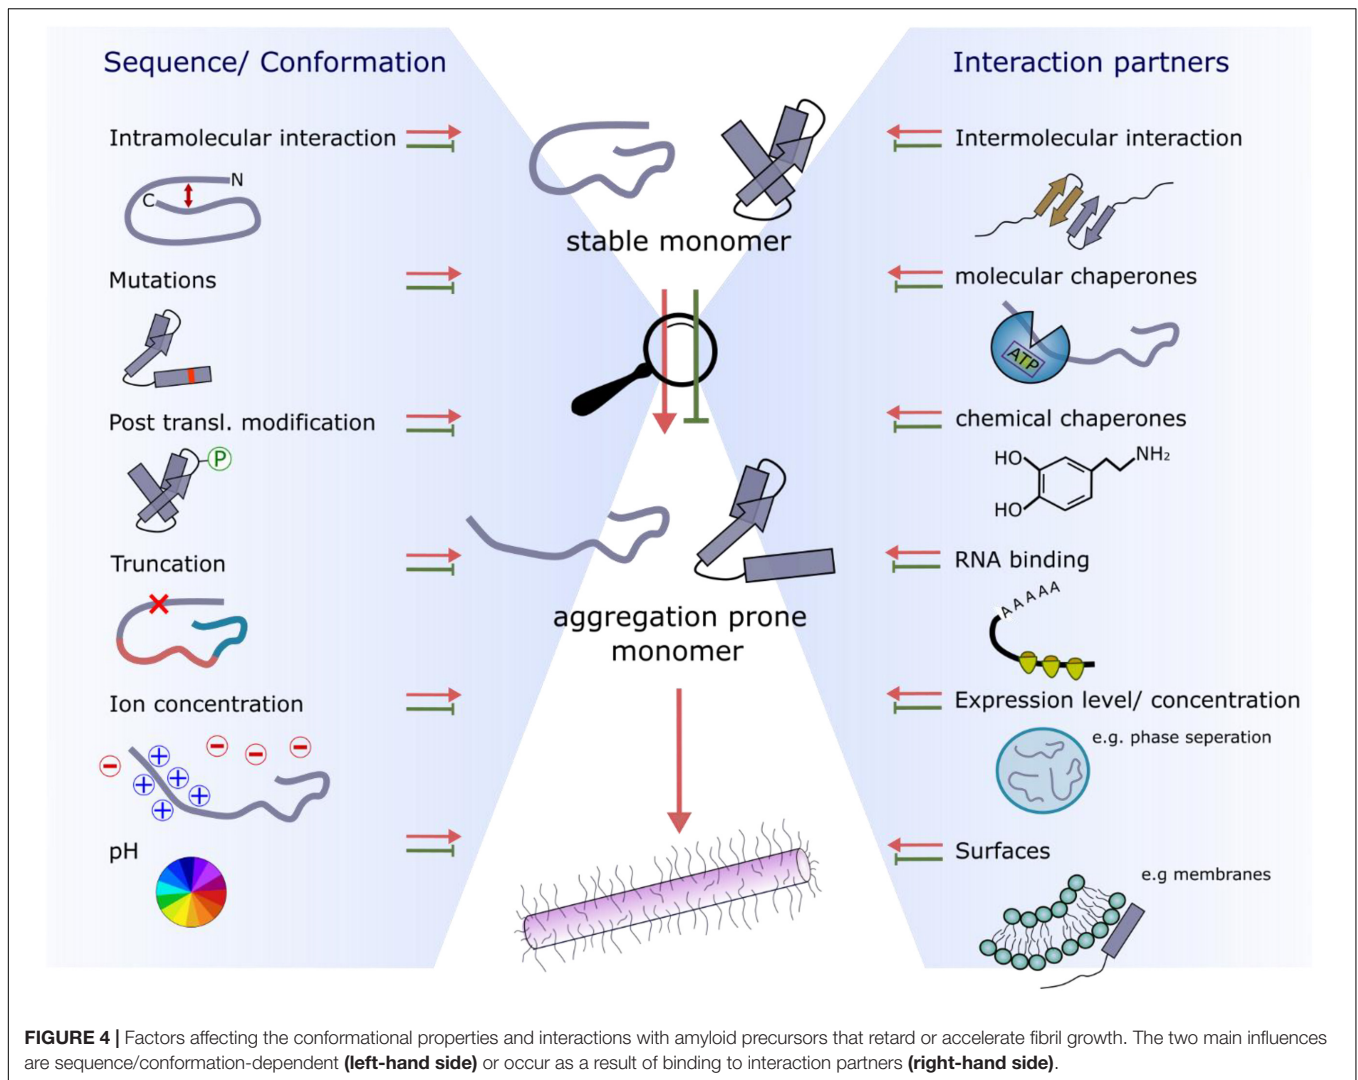 Sequence/ Conformation
Intramolecular interaction
N
C
Mutations
Post transl. modification
P
Truncation
Ion concentration
pH
stable monomer
aggregation prone
monomer
Interaction partners
Intermolecular interaction
molecular chaperones
ATP
chemical chaperones
HO
NH₂
HO
RNA binding
AAAAA
Expression level/ concentration
e.g. phase seperation
Surfaces
e.g membranes
FIGURE 4 | Factors affecting the conformational properties and interactions with amyloid precursors that retard or accelerate fibril growth. The two main influences
are sequence/conformation-dependent (left-hand side) or occur as a result of binding to interaction partners (right-hand side).